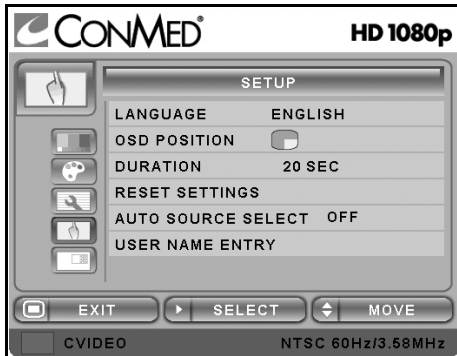 CONMED® HD 1080p
SETUP
LANGUAGE ENGLISH
OSD POSITION
DURATION 20 SEC
RESET SETTINGS
AUTO SOURCE SELECT OFF
USER NAME ENTRY
EXIT SELECT MOVE
CVIDEO NTSC 60Hz/3.58MHz